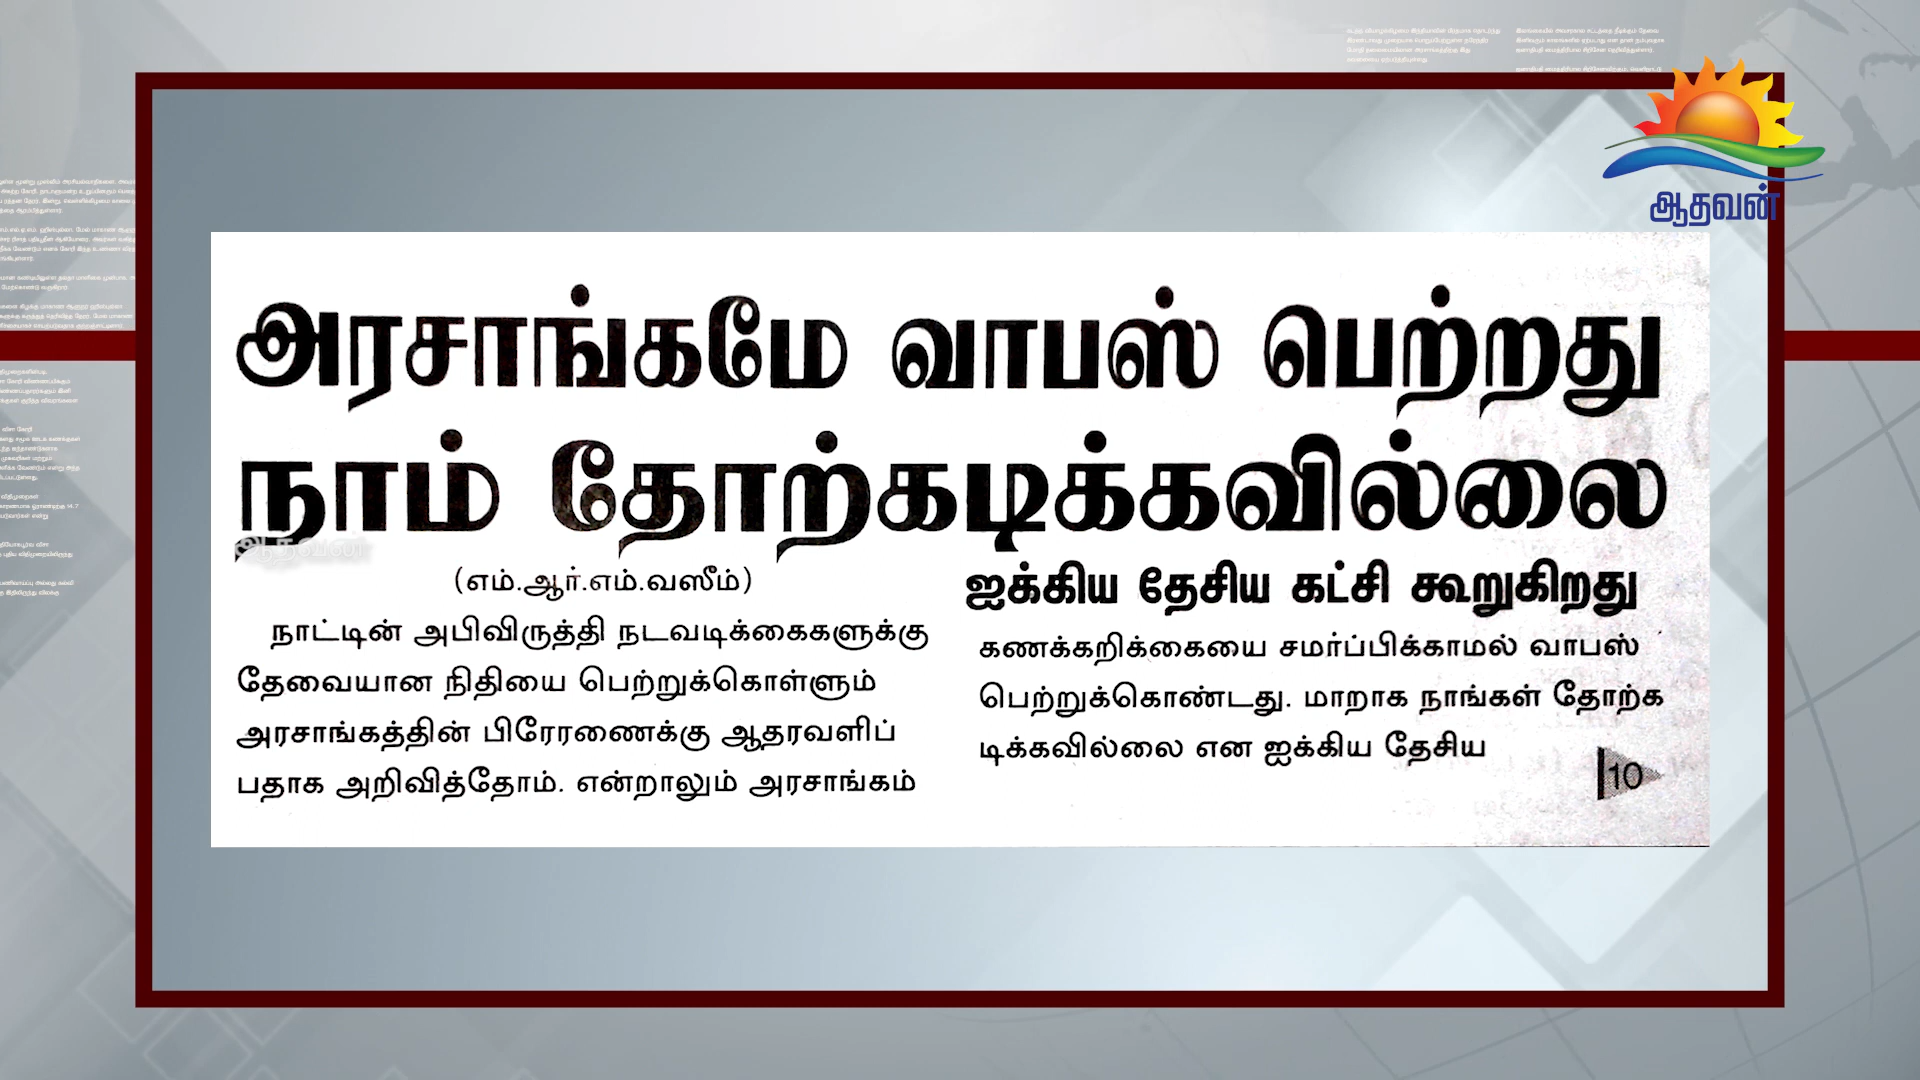 ஆதவன்
அரசாங்கமே வாபஸ் பெற்றது
நாம் தோற்கடிக்கவில்லை
ஆதவன்
(எம்.ஆர்.எம்.வஸீம்)
நாட்டின் அபிவிருத்தி நடவடிக்கைகளுக்கு
தேவையான நிதியை பெற்றுக்கொள்ளும்
அரசாங்கத்தின் பிரேரணைக்கு ஆதரவளிப்
பதாக அறிவித்தோம். என்றாலும் அரசாங்கம்
ஐக்கிய தேசிய கட்சி கூறுகிறது
கணக்கறிக்கையை சமர்ப்பிக்காமல் வாபஸ்
பெற்றுக்கொண்டது. மாறாக நாங்கள் தோற்க
டிக்கவில்லை என ஐக்கிய தேசிய
10